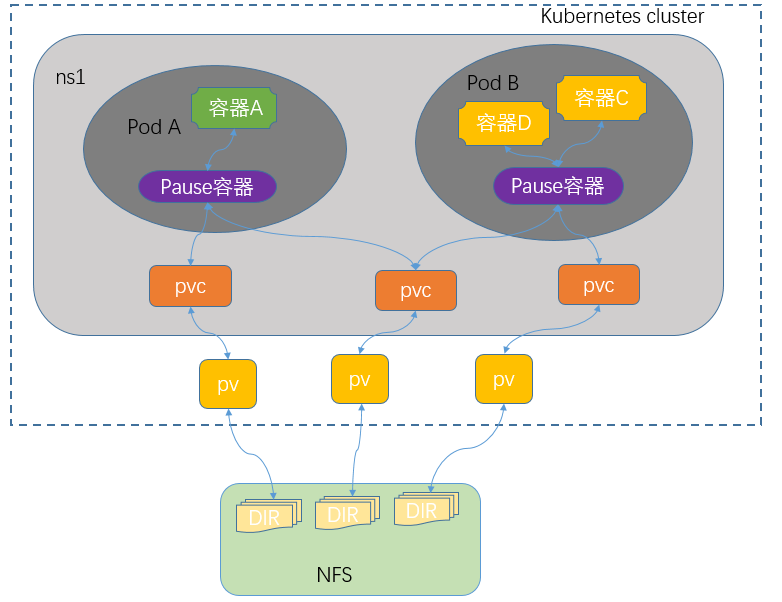 Kubernetes cluster
ns1
Pod A
容器A
Pause容器
Pod B
容器D
容器C
Pause容器
pvc
pvc
pvc
pv
pv
pv
DIR
DIR
DIR
NFS